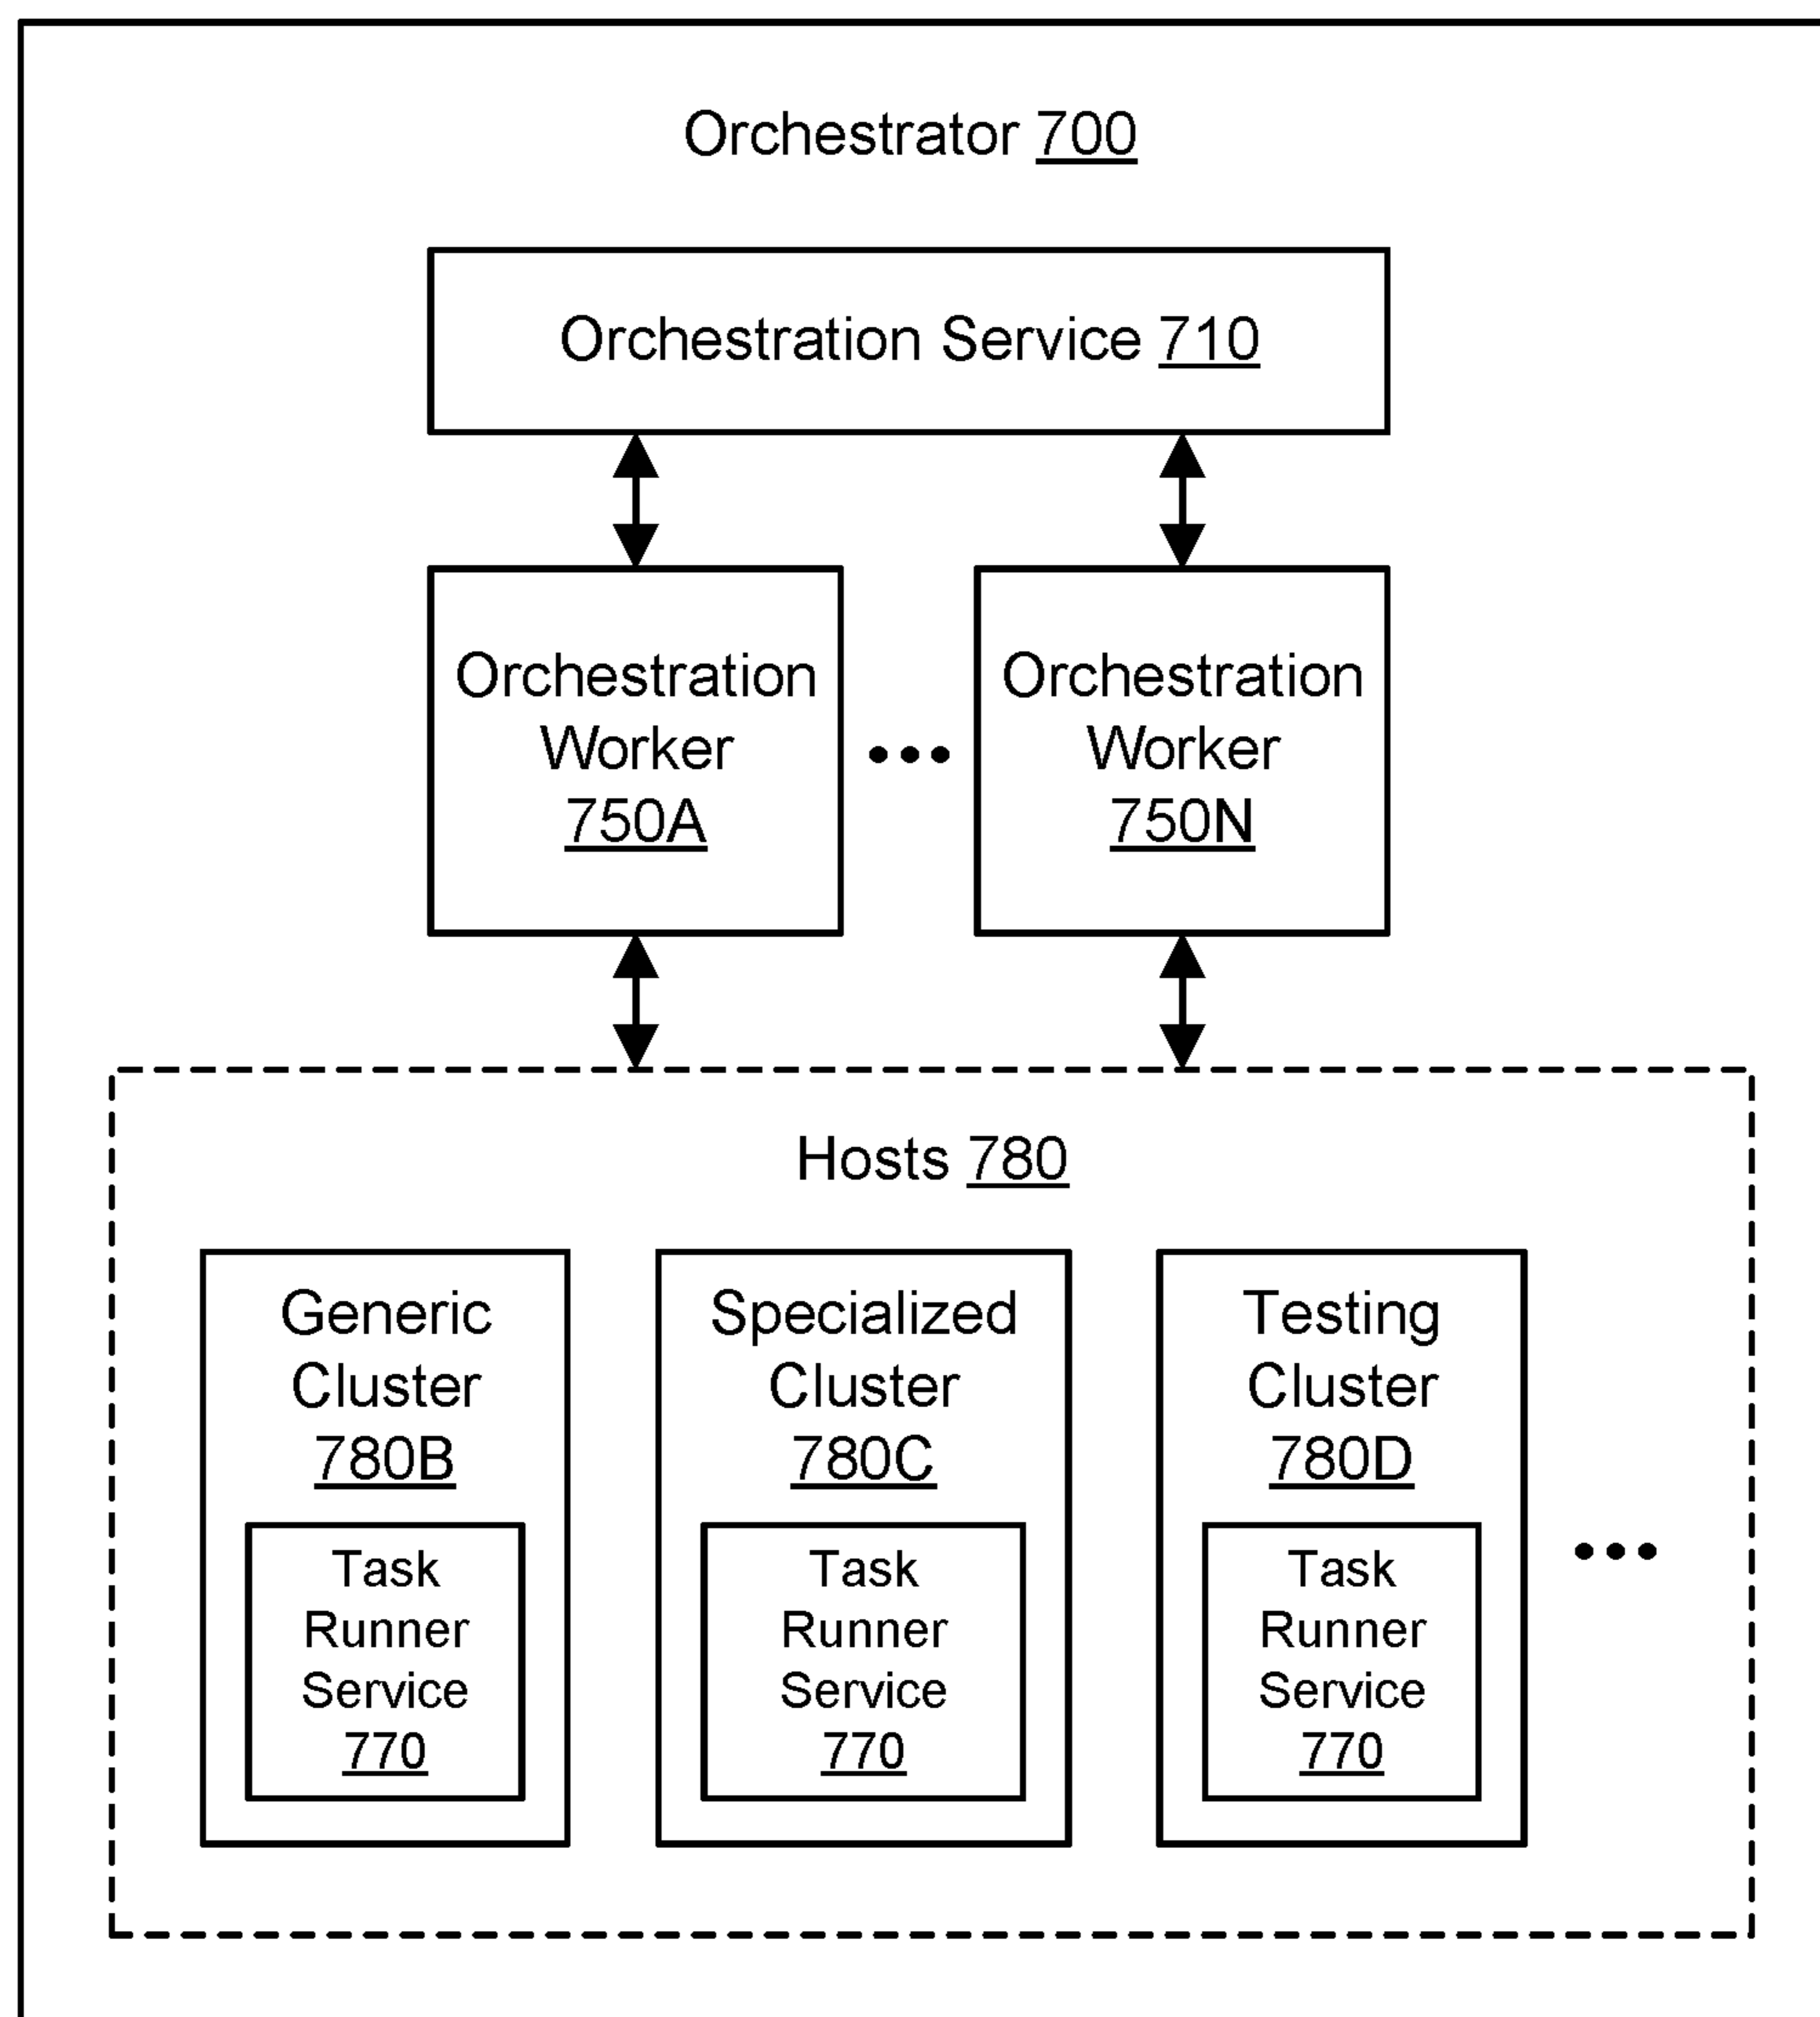 Orchestrator 700
Orchestration Service 710
Orchestration
Worker
750A
Orchestration
Worker
750N
Hosts 780
Generic
Cluster
780B
Task
Runner
Service
770
Specialized
Cluster
780C
Task
Runner
Service
770
Testing
Cluster
780D
Task
Runner
Service
770